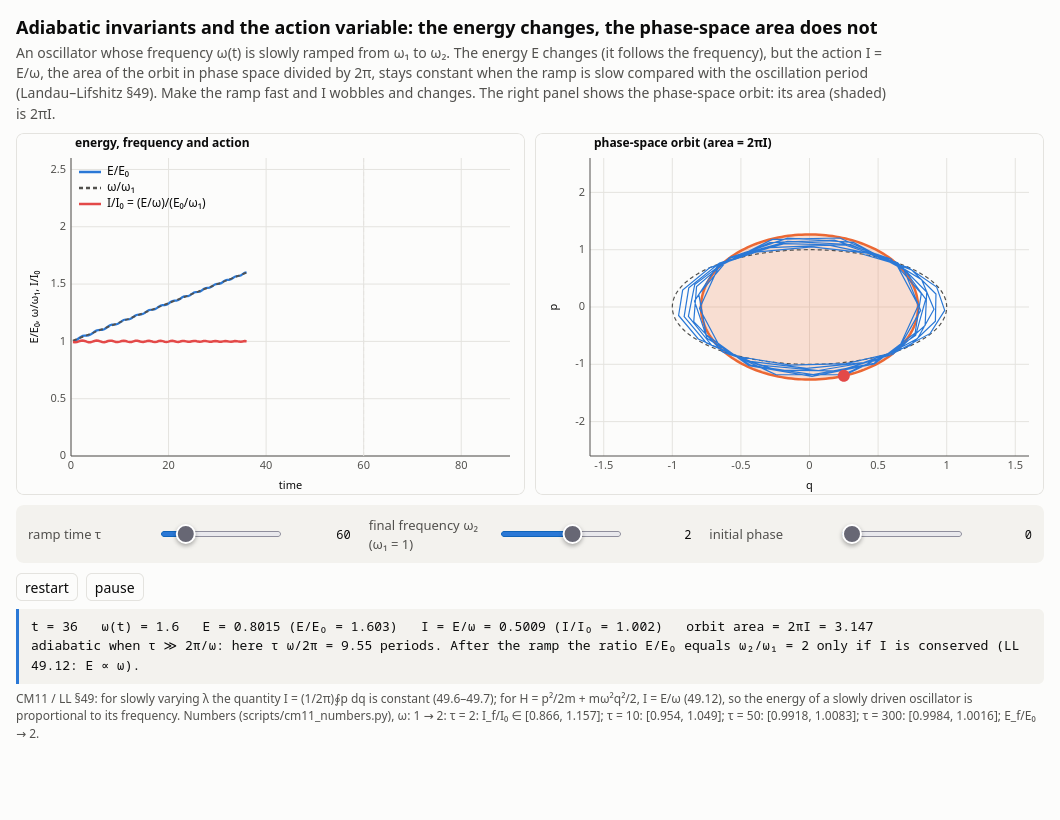 Adiabatic invariants and the action variable: the energy changes, the phase-space area does not
An oscillator whose frequency ω(t) is slowly ramped from ω₁ to ω₂. The energy E changes (it follows the frequency), but the action I =
E/ω, the area of the orbit in phase space divided by 2π, stays constant when the ramp is slow compared with the oscillation period
(Landau–Lifshitz §49). Make the ramp fast and I wobbles and changes. The right panel shows the phase-space orbit: its area (shaded)
is 2πI.
energy, frequency and action
E/E₀
ω/ω₁
I/I₀ = (E/ω)/(E₀/ω₁)
2.5
2
1.5
1
0.5
0
E/E₀, ω/ω₁, I/I₀
0 20 40 60 80
time
phase-space orbit (area = 2πI)
2
1
0
-1
-2
p
-1.5 -1 -0.5 0 0.5 1 1.5
q
ramp time τ 60
final frequency ω₂
(ω₁ = 1) 2
initial phase 0
restart pause
t = 36 ω(t) = 1.6 E = 0.8015 (E/E₀ = 1.603) I = E/ω = 0.5009 (I/I₀ = 1.002) orbit area = 2πI = 3.147
adiabatic when τ ≫ 2π/ω: here τ ω/2π = 9.55 periods. After the ramp the ratio E/E₀ equals ω₂/ω₁ = 2 only if I is conserved (LL
49.12: E ∝ ω).
CM11 / LL §49: for slowly varying λ the quantity I = (1/2π)∮p dq is constant (49.6–49.7); for H = p²/2m + mω²q²/2, I = E/ω (49.12), so the energy of a slowly driven oscillator is
proportional to its frequency. Numbers (scripts/cm11_numbers.py), ω: 1 → 2: τ = 2: I_f/I₀ ∈ [0.866, 1.157]; τ = 10: [0.954, 1.049]; τ = 50: [0.9918, 1.0083]; τ = 300: [0.9984, 1.0016]; E_f/E₀
→ 2.